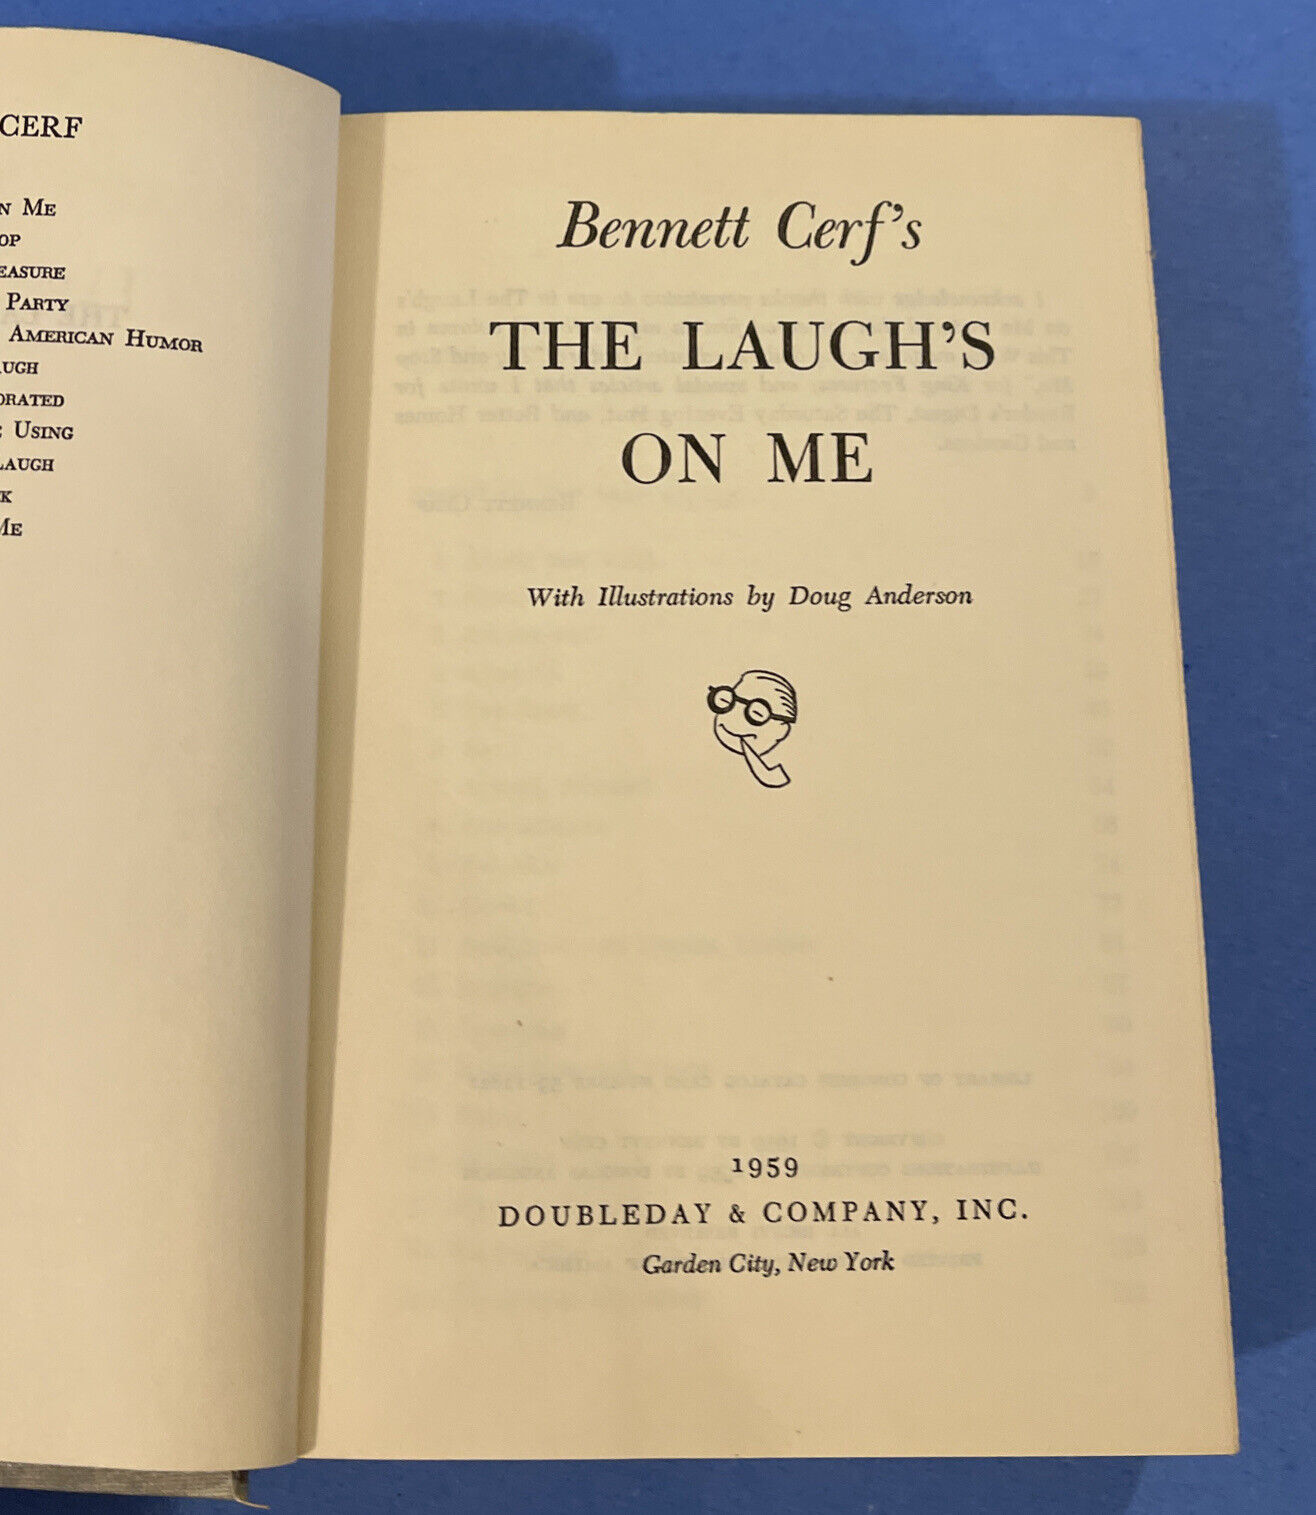 CERF
N ME
OP
EASURE
PARTY
AMERICAN HUMOR
UGH
ORATED
USING
LAUGH
K
ME
Bennett Cerf's
THE LAUGH'S
ON ME
With Illustrations by Doug Anderson
1959
DOUBLEDAY & COMPANY, INC.
Garden City, New York